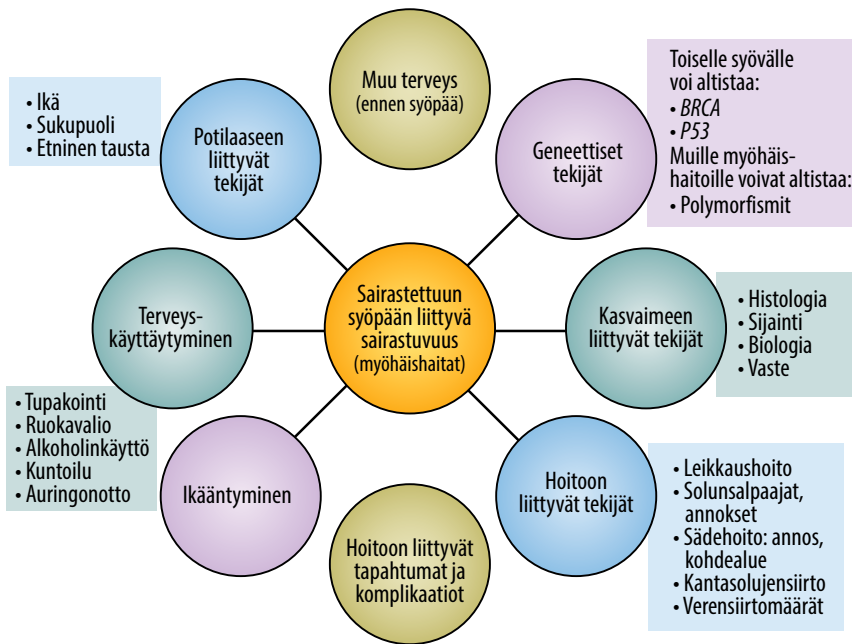 Muu terveys
(ennen syöpää)
• Ikä
• Sukupuoli
• Etninen tausta
Potilaaseen
liittyvät
tekijät
Geneettiset
tekijät
Toiselle syövälle
voi altistaa:
• BRCA
• P53
Muille myöhäis-
haitoille voivat altistaa:
• Polymorfismit
Terveys-
käyttäytyminen
• Tupakointi
• Ruokavalio
• Alkoholinkäyttö
• Kuntoilu
• Auringonotto
Sairastettuun
syöpään liittyvä
sairastuvuus
(myöhäishaitat)
Kasvaimeen
liittyvät tekijät
• Histologia
• Sijainti
• Biologia
• Vaste
Ikääntyminen
Hoitoon liittyvät
tapahtumat ja
komplikaatiot
Hoitoon
liittyvät tekijät
• Leikkaushoito
• Solunsalpaajat,
annokset
• Sädehoito: annos,
kohdealue
• Kantasolujensiirto
• Verensiirtomäärät